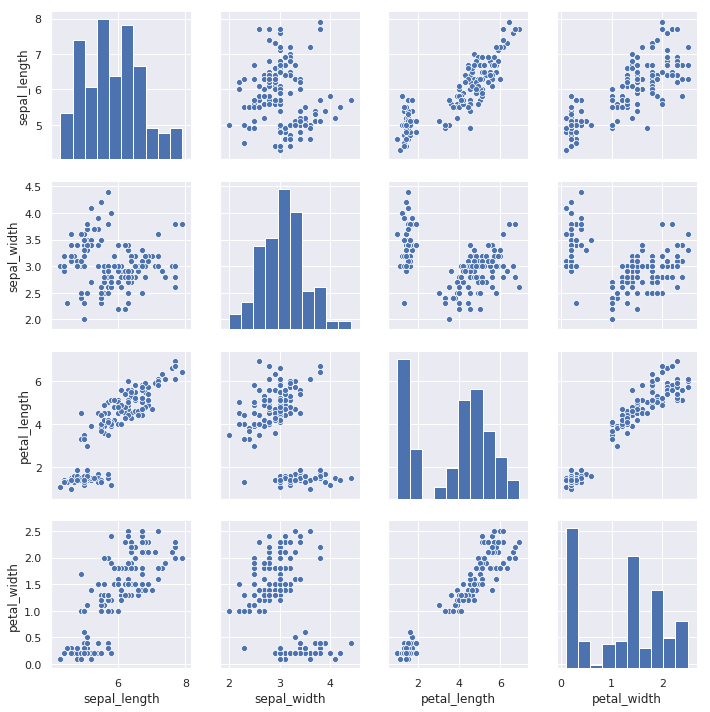 8
7
6
5
sepal_length
4.5
4.0
3.5
3.0
2.5
2.0
sepal_width
6
4
2
petal_length
2.5
2.0
1.5
1.0
0.5
0.0
petal_width
6 8
sepal_length
2 3 4
sepal_width
2 4 6
petal_length
0 1 2
petal_width